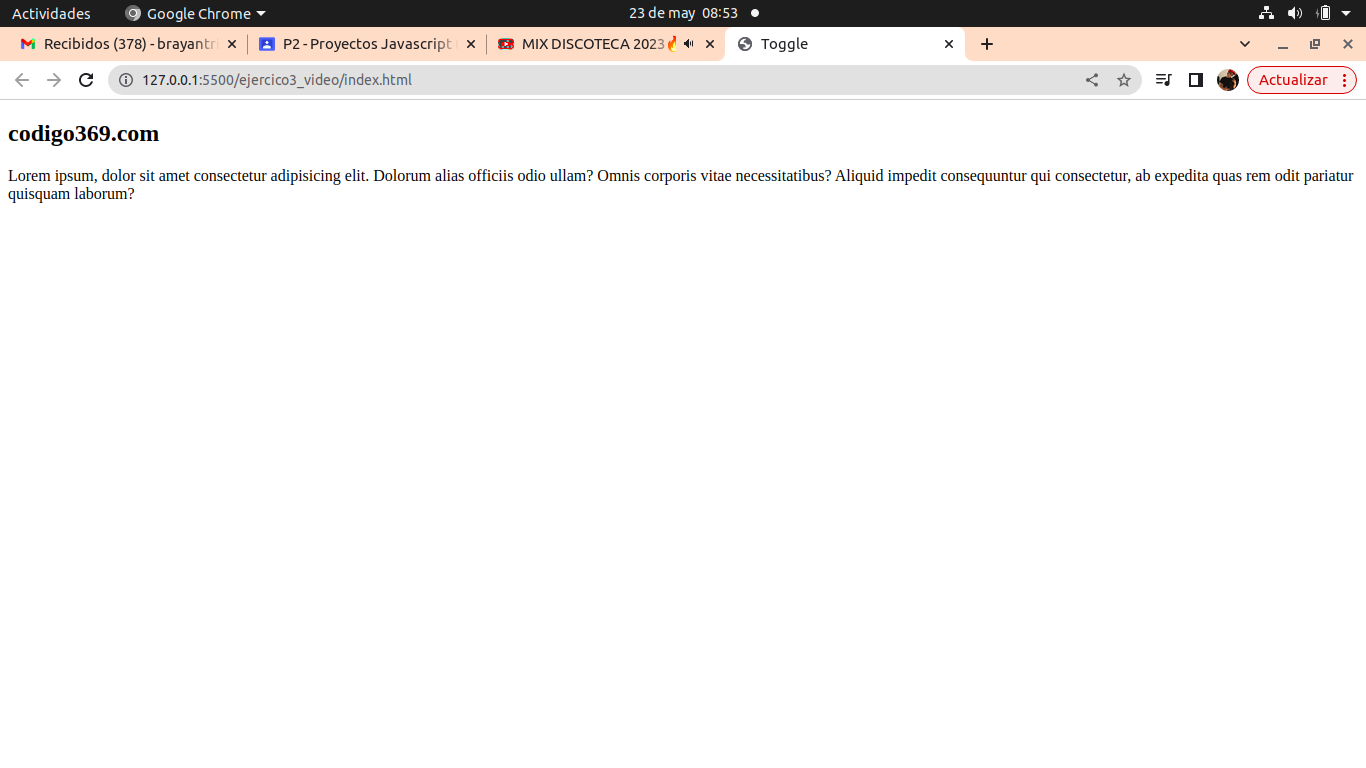 Actividades Google Chrome 23 de may 08:53
Recibidos (378) - brayantri P2 - Proyectos Javascript MIX DISCOTECA 2023🔥 Toggle
127.0.0.1:5500/ejercico3_video/index.html Actualizar
codigo369.com
Lorem ipsum, dolor sit amet consectetur adipisicing elit. Dolorum alias officiis odio ullam? Omnis corporis vitae necessitatibus? Aliquid impedit consequuntur qui consectetur, ab expedita quas rem odit pariatur
quisquam laborum?